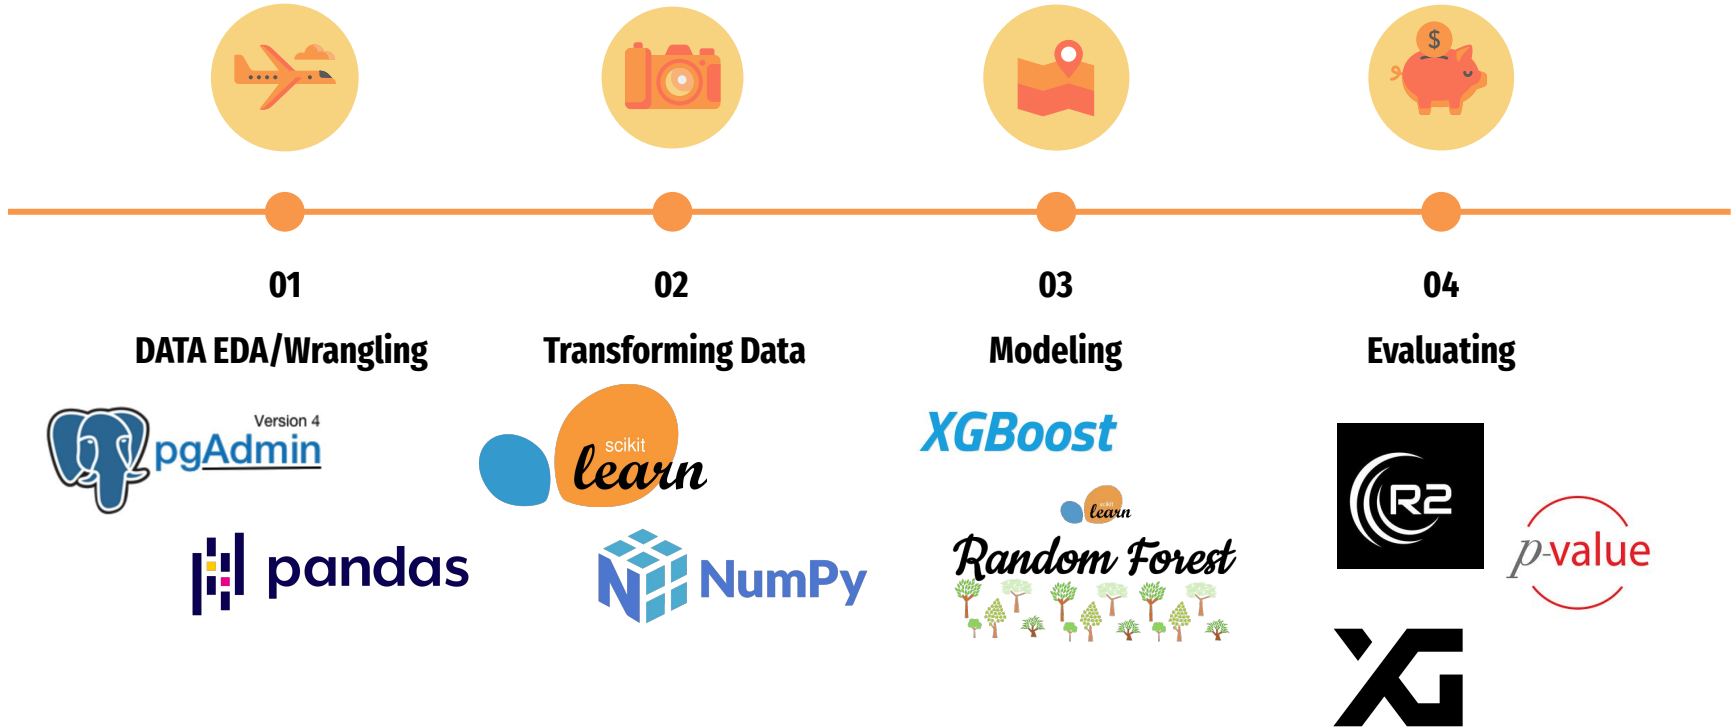 $
01
02
03
04
DATA EDA/Wrangling
Transforming Data
Modeling
Evaluating
Version 4
pgAdmin
pandas
scikit
learn
NumPy
XGBoost
scikit
learn
Random Forest
R2
p-value
XG